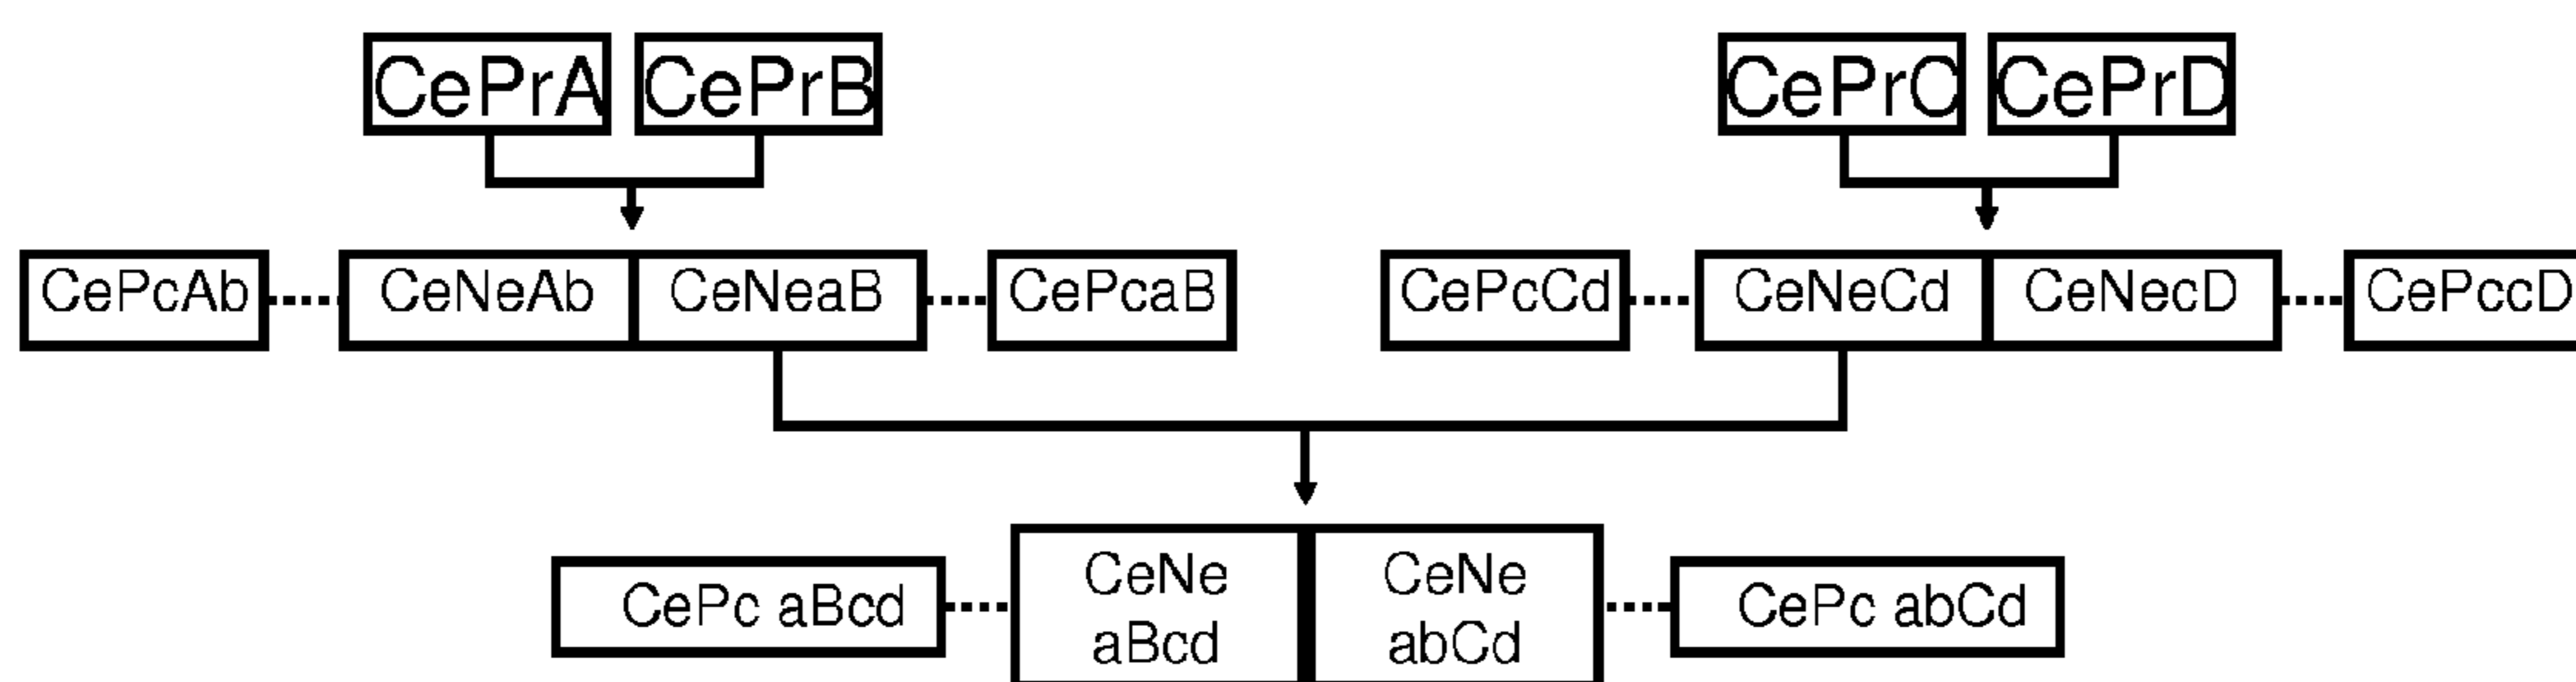 CePrA CePrB CePrC CePrD
CePcAb CeNeAb CeNeaB CePcaB CePcCd CeNeCd CeNecD CePccD
CePc aBcd
CeNe
aBcd
CeNe
abCd
CePc abCd